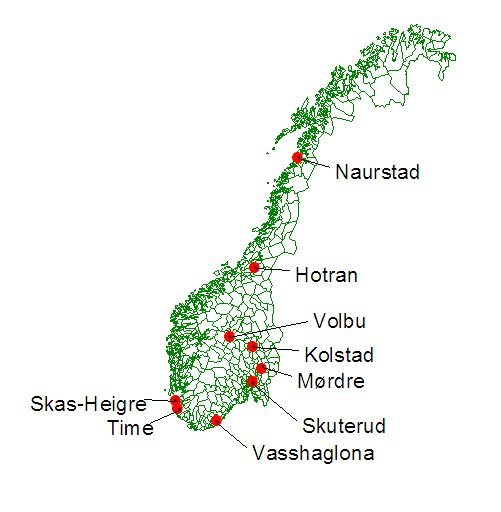 Naurstad
Hotran
Volbu
Kolstad
Mørdre
Skas-Heigre
Time
Skuterud
Vasshaglona